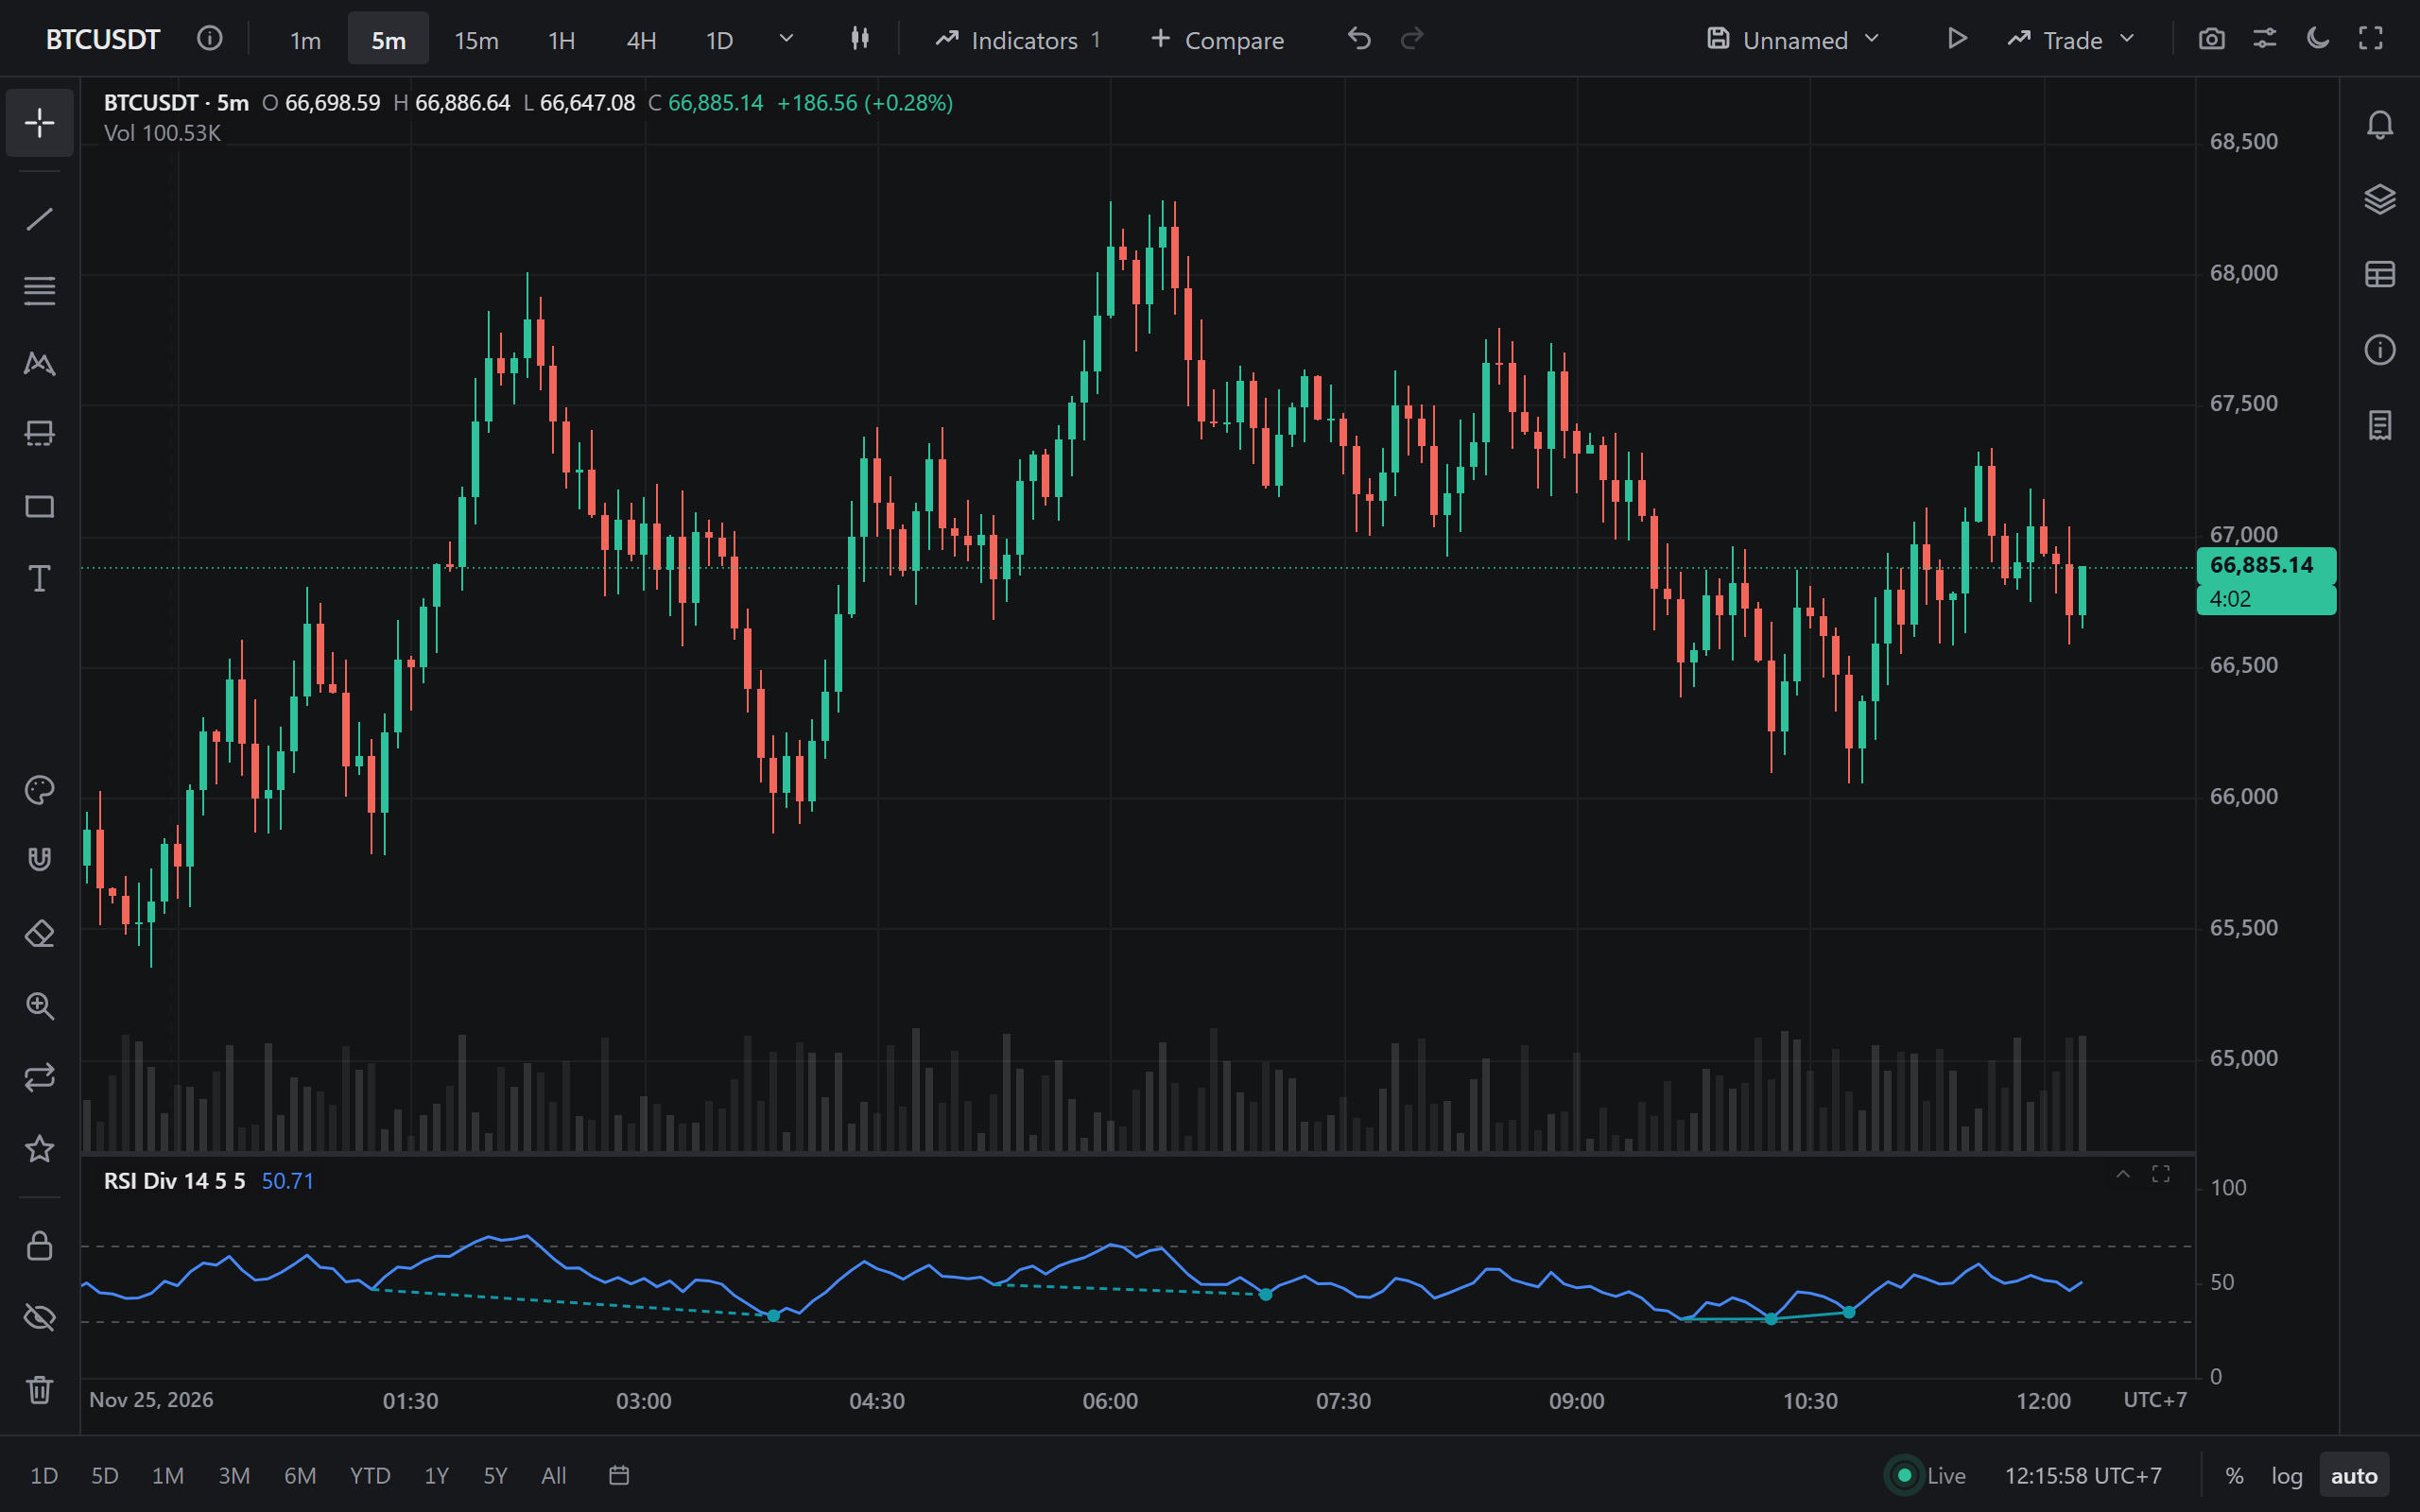 BTCUSDT 1m 5m 15m 1H 4H 1D Indicators 1 Compare Unnamed Trade
BTCUSDT · 5m O 66,698.59 H 66,886.64 L 66,647.08 C 66,885.14 +186.56 (+0.28%)
Vol 100.53K
68,500
68,000
67,500
67,000
66,885.14
4:02
66,500
66,000
65,500
65,000
RSI Div 14 5 5 50.71
100
50
0
Nov 25, 2026 01:30 03:00 04:30 06:00 07:30 09:00 10:30 12:00 UTC+7
1D 5D 1M 3M 6M YTD 1Y 5Y All Live 12:15:58 UTC+7 % log auto